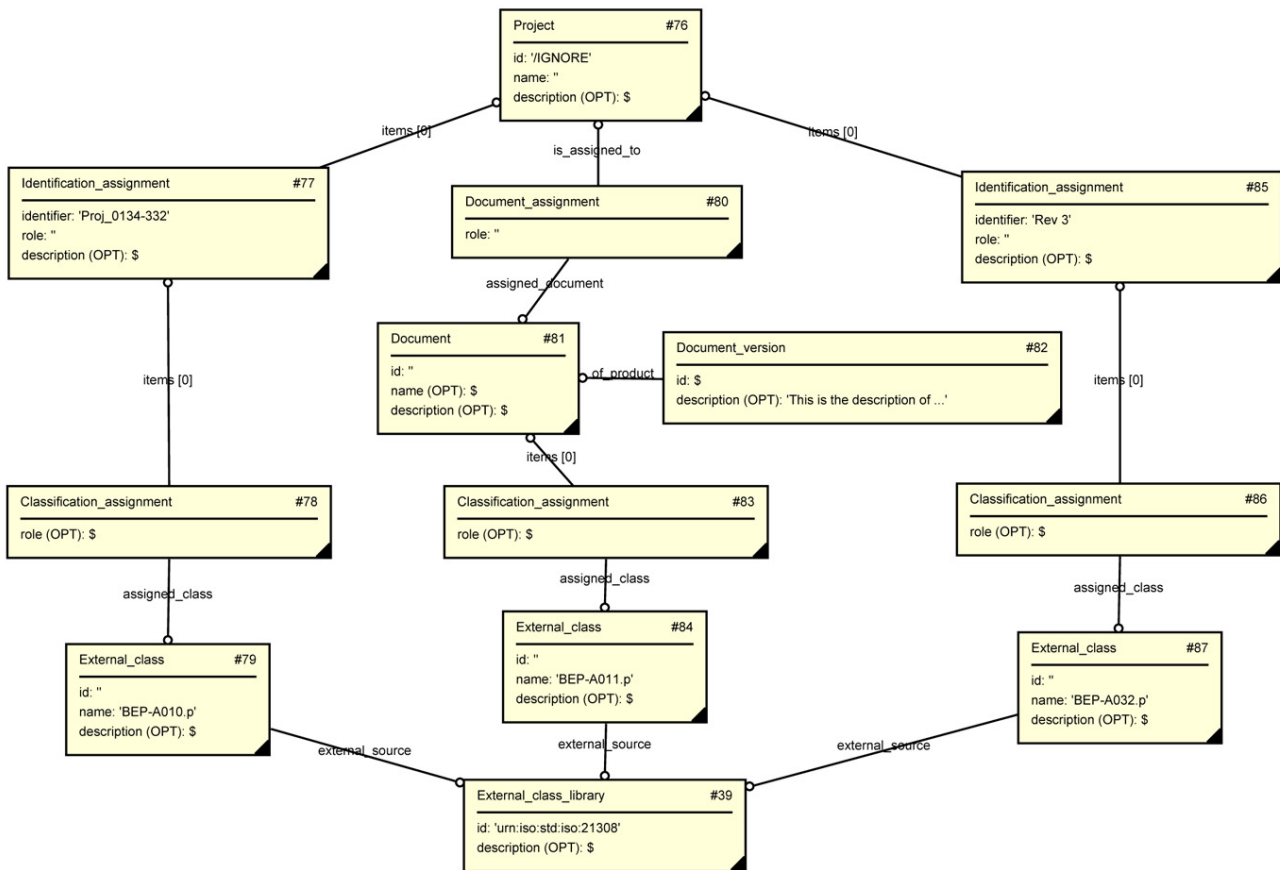 Project #76
id: '/IGNORE'
name: ''
description (OPT): $
items [0]
is_assigned_to
items [0]
Identification_assignment #77
identifier: 'Proj_0134-332'
role: ''
description (OPT): $
Document_assignment #80
role: ''
Identification_assignment #85
identifier: 'Rev 3'
role: ''
description (OPT): $
assigned_document
Document #81
id: ''
name (OPT): $
description (OPT): $
of_product
Document_version #82
id: $
description (OPT): 'This is the description of ...'
items [0]
items [0]
items [0]
Classification_assignment #78
role (OPT): $
Classification_assignment #83
role (OPT): $
Classification_assignment #86
role (OPT): $
assigned_class
assigned_class
assigned_class
External_class #79
id: ''
name: 'BEP-A010.p'
description (OPT): $
External_class #84
id: ''
name: 'BEP-A011.p'
description (OPT): $
External_class #87
id: ''
name: 'BEP-A032.p'
description (OPT): $
external_source
external_source
external_source
External_class_library #39
id: 'urn:iso:std:iso:21308'
description (OPT): $